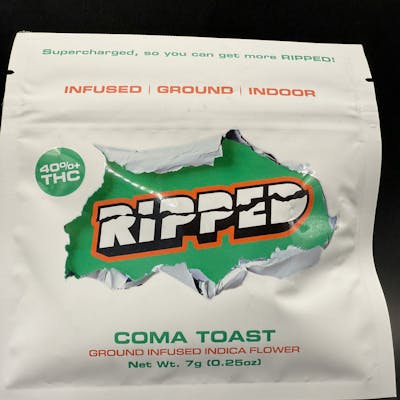 Supercharged, so you can get more RIPPED!
INFUSED | GROUND | INDOOR
40%+
THC
RIPPED
COMA TOAST
GROUND INFUSED INDICA FLOWER
Net Wt. 7g (0.25oz)